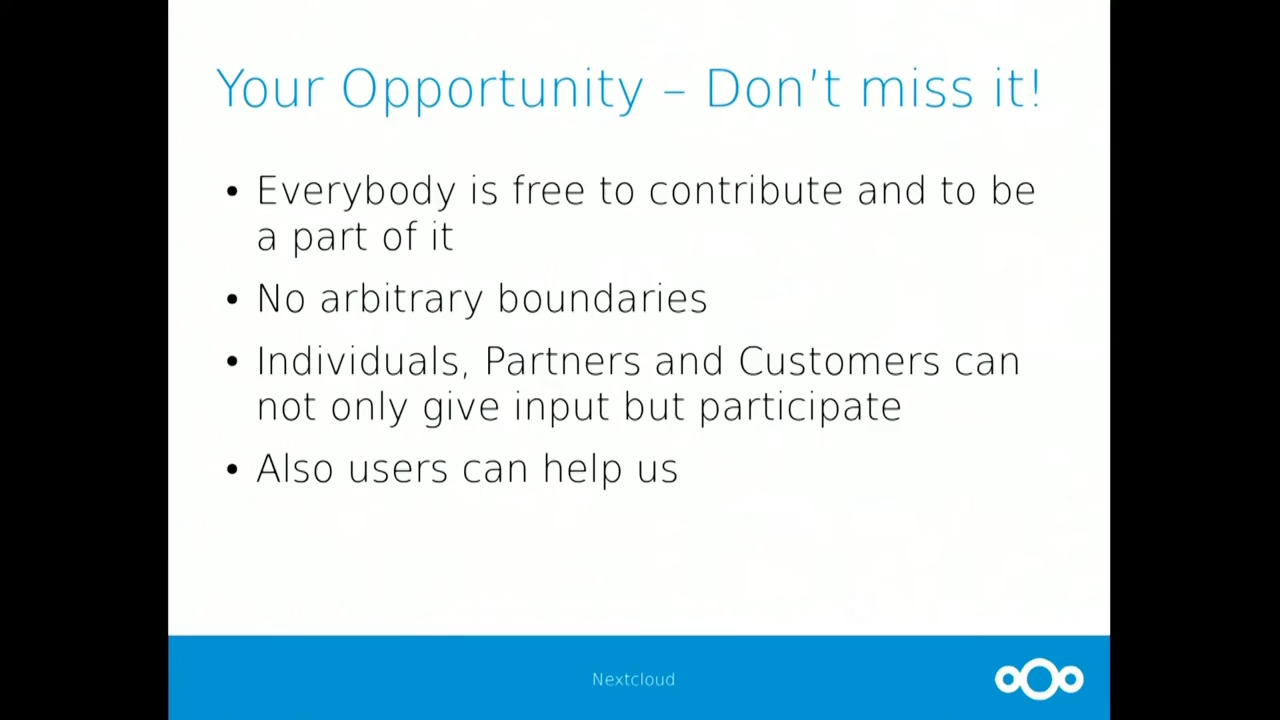 Your Opportunity – Don't miss it!
• Everybody is free to contribute and to be
a part of it
• No arbitrary boundaries
• Individuals, Partners and Customers can
not only give input but participate
• Also users can help us
Nextcloud